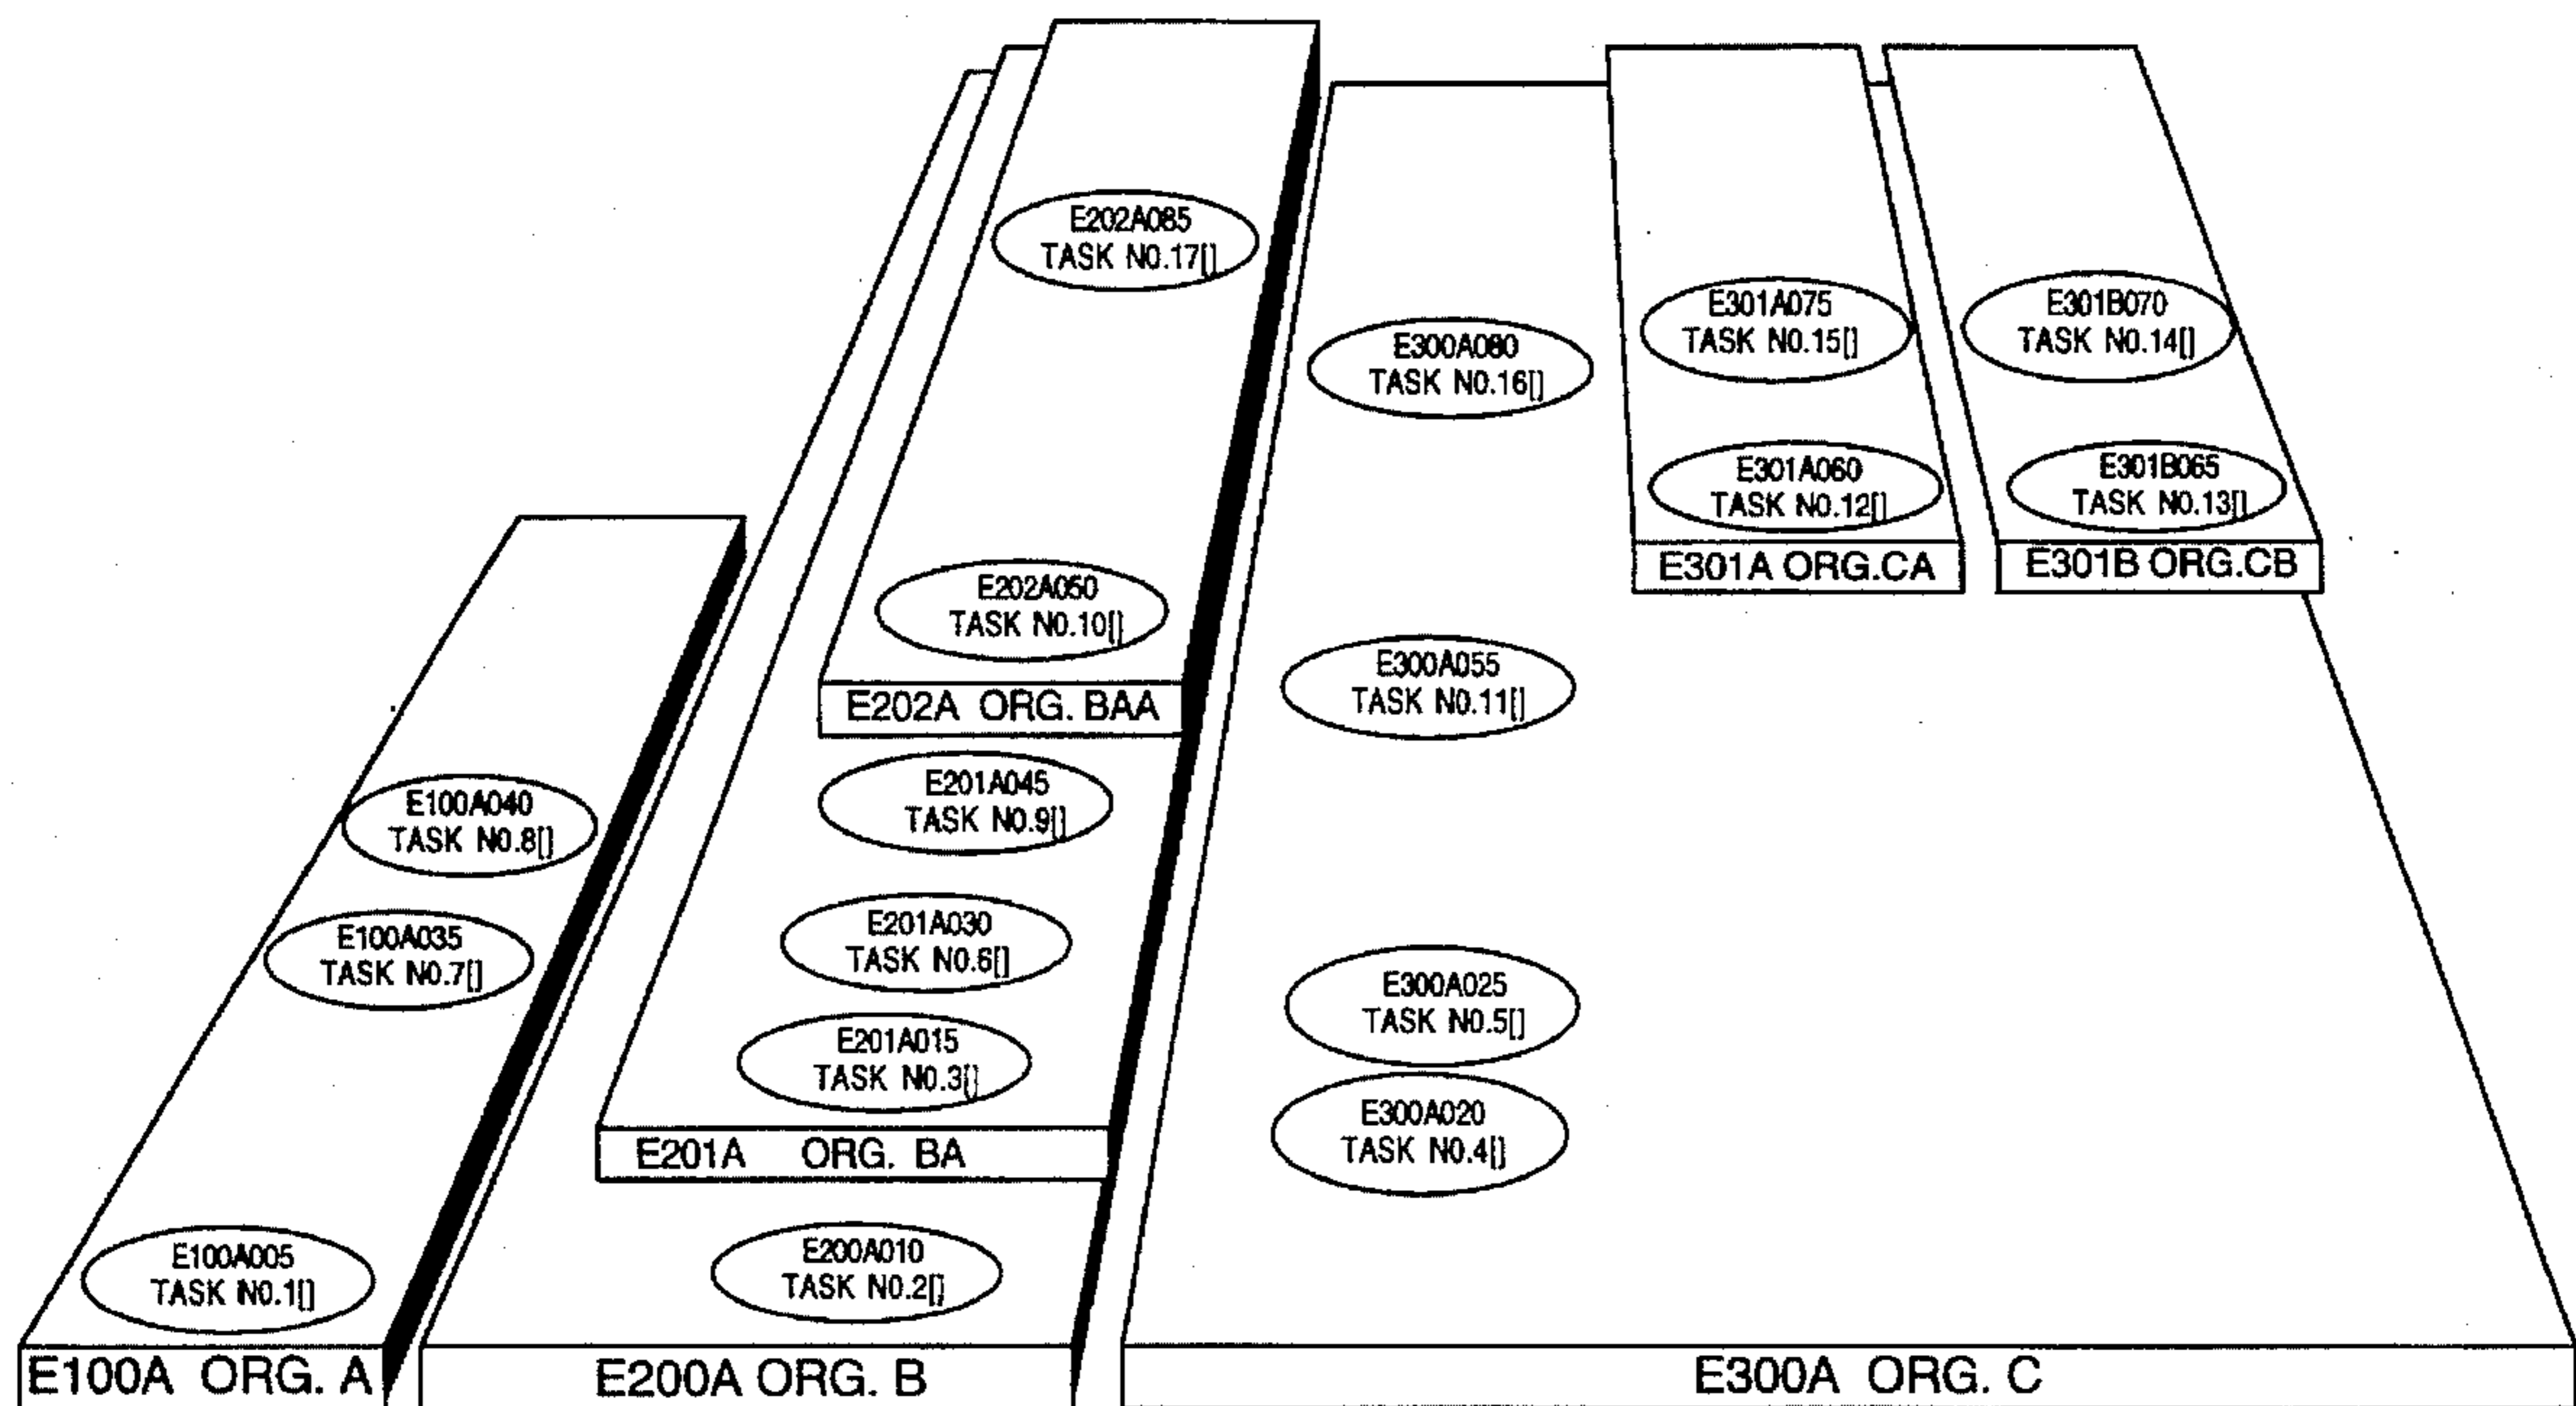 E202A085
TASK N0.17[]
E301A075
TASK N0.15[]
E301B070
TASK N0.14[]
E300A080
TASK N0.16[]
E301A060
TASK N0.12[]
E301B065
TASK N0.13[]
E301A ORG.CA
E301B ORG.CB
E202A050
TASK N0.10[]
E202A ORG. BAA
E300A055
TASK N0.11[]
E201A045
TASK N0.9[]
E100A040
TASK N0.8[]
E201A030
TASK N0.6[]
E100A035
TASK N0.7[]
E300A025
TASK N0.5[]
E201A015
TASK N0.3[]
E300A020
TASK N0.4[]
E201A ORG. BA
E100A005
TASK N0.1[]
E200A010
TASK N0.2[]
E100A ORG. A
E200A ORG. B
E300A ORG. C